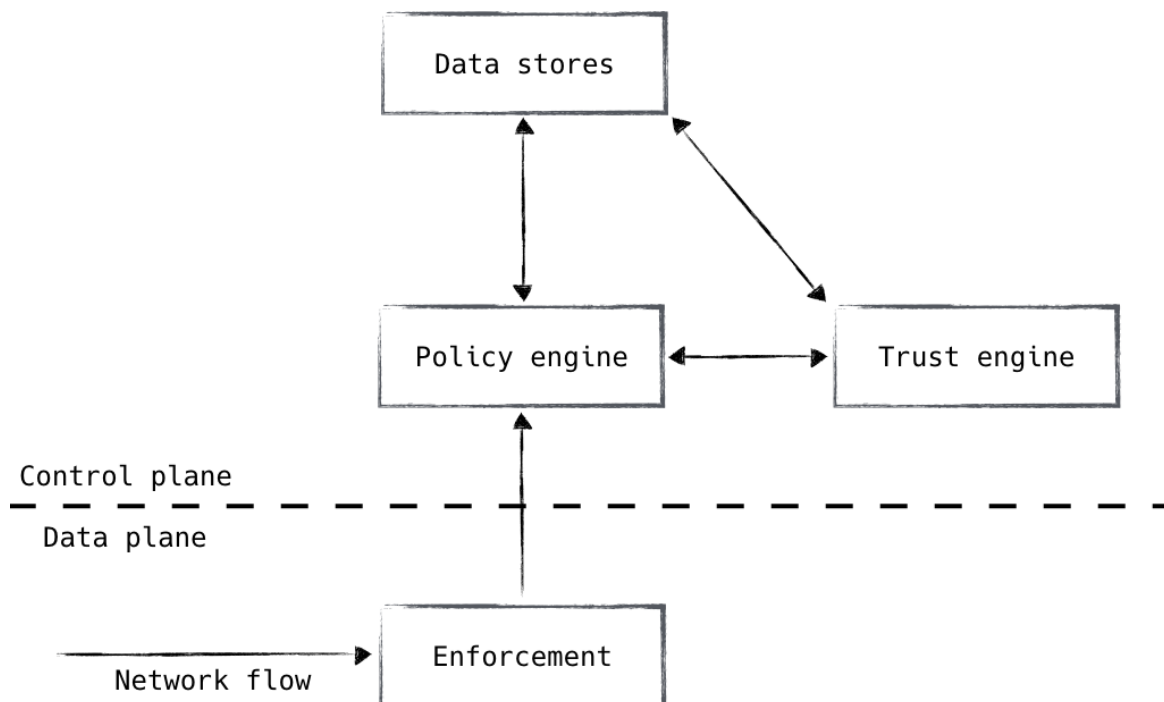 Data stores
Policy engine
Trust engine
Control plane
Data plane
Enforcement
Network flow